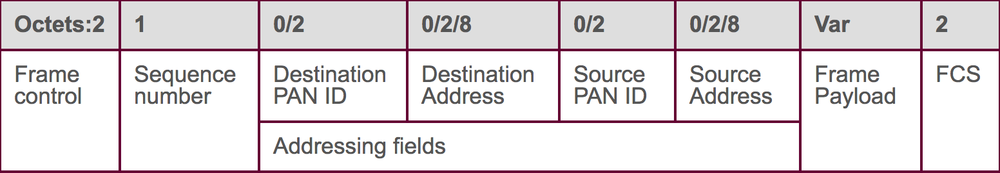 Octets:2 1 0/2 0/2/8 0/2 0/2/8 Var 2
Frame control
Sequence number
Destination PAN ID
Destination Address
Source PAN ID
Source Address
Frame Payload
FCS
Addressing fields